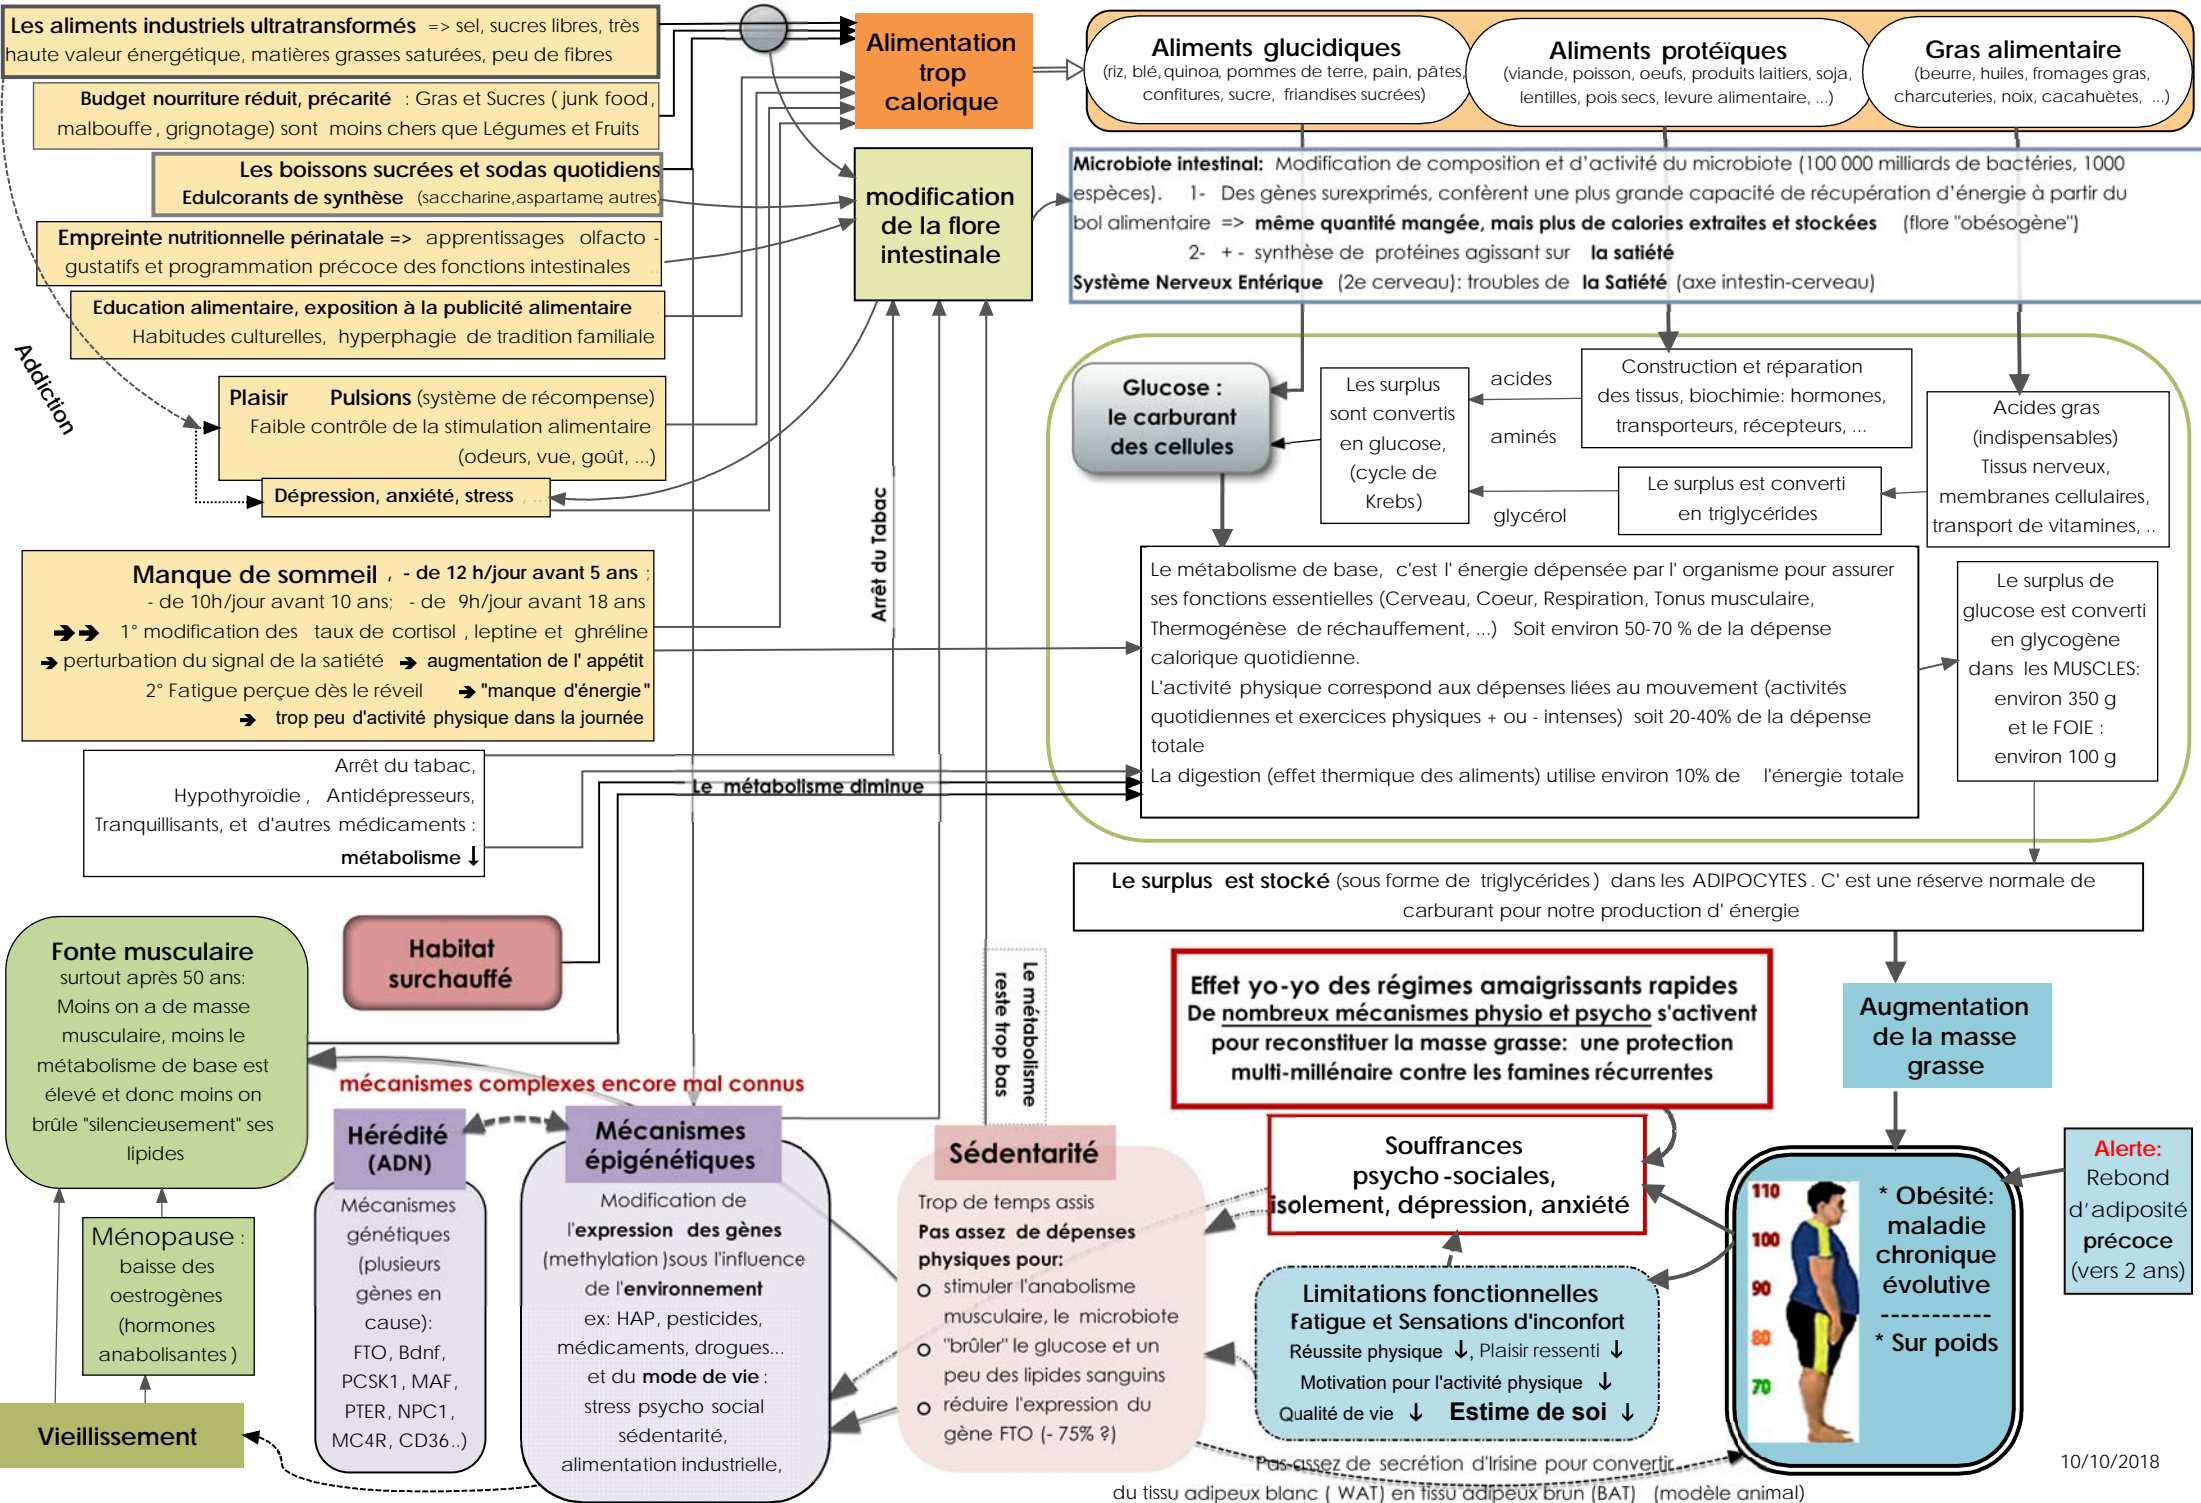 Les aliments industriels ultratransformés => sel, sucres libres, très
haute valeur énergétique, matières grasses saturées, peu de fibres
Budget nourriture réduit, précarité : Gras et Sucres ( junk food,
malbouffe , grignotage) sont moins chers que Légumes et Fruits
Les boissons sucrées et sodas quotidiens
Edulcorants de synthèse (saccharine,aspartame, autres)
Empreinte nutritionnelle périnatale => apprentissages olfacto -
gustatifs et programmation précoce des fonctions intestinales
Education alimentaire, exposition à la publicité alimentaire
Habitudes culturelles, hyperphagie de tradition familiale
Addiction
Plaisir Pulsions (système de récompense)
Faible contrôle de la stimulation alimentaire
(odeurs, vue, goût, ...)
Dépression, anxiété, stress , ...
Manque de sommeil , - de 12 h/jour avant 5 ans ;
- de 10h/jour avant 10 ans; - de 9h/jour avant 18 ans
➔➔ 1° modification des taux de cortisol , leptine et ghréline
➔ perturbation du signal de la satiété ➔ augmentation de l' appétit
2° Fatigue perçue dès le réveil ➔ "manque d'énergie"
➔ trop peu d'activité physique dans la journée
Arrêt du tabac,
Hypothyroïdie , Antidépresseurs,
Tranquillisants, et d'autres médicaments :
métabolisme ↓
Alimentation
trop
calorique
modification
de la flore
intestinale
Arrêt du Tabac
Le métabolisme diminue
Aliments glucidiques
(riz, blé, quinoa, pommes de terre, pain, pâtes,
confitures, sucre, friandises sucrées)
Aliments protéïques
(viande, poisson, oeufs, produits laitiers, soja,
lentilles, pois secs, levure alimentaire, ...)
Gras alimentaire
(beurre, huiles, fromages gras,
charcuteries, noix, cacahuètes, ...)
Microbiote intestinal: Modification de composition et d'activité du microbiote (100 000 milliards de bactéries, 1000
espèces). 1- Des gènes surexprimés, confèrent une plus grande capacité de récupération d'énergie à partir du
bol alimentaire => même quantité mangée, mais plus de calories extraites et stockées (flore "obésogène")
2- + - synthèse de protéines agissant sur la satiété
Système Nerveux Entérique (2e cerveau): troubles de la Satiété (axe intestin-cerveau)
Glucose :
le carburant
des cellules
Les surplus
sont convertis
en glucose,
(cycle de
Krebs)
acides
aminés
glycérol
Construction et réparation
des tissus, biochimie: hormones,
transporteurs, récepteurs, ...
Le surplus est converti
en triglycérides
Acides gras
(indispensables)
Tissus nerveux,
membranes cellulaires,
transport de vitamines, ..
Le métabolisme de base, c'est l' énergie dépensée par l' organisme pour assurer
ses fonctions essentielles (Cerveau, Coeur, Respiration, Tonus musculaire,
Thermogénèse de réchauffement, ...) Soit environ 50-70 % de la dépense
calorique quotidienne.
L'activité physique correspond aux dépenses liées au mouvement (activités
quotidiennes et exercices physiques + ou - intenses) soit 20-40% de la dépense
totale
La digestion (effet thermique des aliments) utilise environ 10% de l'énergie totale
Le surplus de
glucose est converti
en glycogène
dans les MUSCLES:
environ 350 g
et le FOIE :
environ 100 g
Le surplus est stocké (sous forme de triglycérides ) dans les ADIPOCYTES . C' est une réserve normale de
carburant pour notre production d' énergie
Fonte musculaire
surtout après 50 ans:
Moins on a de masse
musculaire, moins le
métabolisme de base est
élevé et donc moins on
brûle "silencieusement" ses
lipides
Habitat
surchauffé
Ménopause :
baisse des
oestrogènes
(hormones
anabolisantes )
Vieillissement
mécanismes complexes encore mal connus
Hérédité
(ADN)
Mécanismes
génétiques
(plusieurs
gènes en
cause):
FTO, Bdnf,
PCSK1, MAF,
PTER, NPC1,
MC4R, CD36..)
Mécanismes
épigénétiques
Modification de
l'expression des gènes
(methylation )sous l'influence
de l'environnement
ex: HAP, pesticides,
médicaments, drogues...
et du mode de vie :
stress psycho social
sédentarité,
alimentation industrielle,
Le métabolisme
reste trop bas
Sédentarité
Trop de temps assis
Pas assez de dépenses
physiques pour:
o stimuler l'anabolisme
musculaire, le microbiote
o "brûler" le glucose et un
peu des lipides sanguins
o réduire l'expression du
gène FTO (- 75% ?)
Effet yo-yo des régimes amaigrissants rapides
De nombreux mécanismes physio et psycho s'activent
pour reconstituer la masse grasse: une protection
multi-millénaire contre les famines récurrentes
Souffrances
psycho -sociales,
isolement, dépression, anxiété
Limitations fonctionnelles
Fatigue et Sensations d'inconfort
Réussite physique ↓, Plaisir ressenti ↓
Motivation pour l'activité physique ↓
Qualité de vie ↓ Estime de soi ↓
Pas assez de secrétion d'Irisine pour convertir
du tissu adipeux blanc ( WAT) en tissu adipeux brun (BAT) (modèle animal)
Augmentation
de la masse
grasse
110
100
90
80
70
* Obésité:
maladie
chronique
évolutive
-----------
* Sur poids
Alerte:
Rebond
d'adiposité
précoce
(vers 2 ans)
10/10/2018